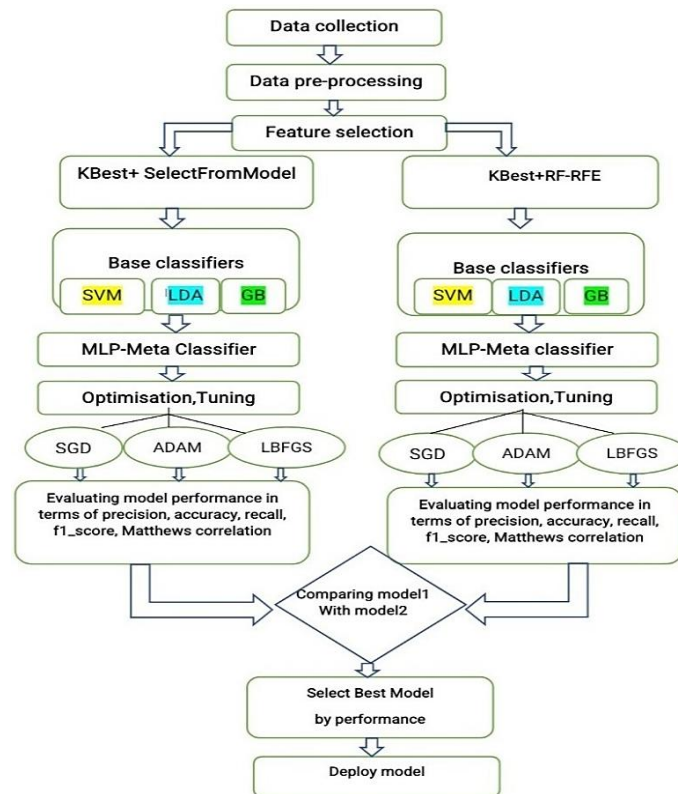 Data collection
Data pre-processing
Feature selection
KBest+ SelectFromModel
Base classifiers
SVM
LDA
GB
MLP-Meta Classifier
Optimisation,Tuning
SGD
ADAM
LBFGS
Evaluating model performance in
terms of precision, accuracy, recall,
f1_score, Matthews correlation
KBest+RF-RFE
Base classifiers
SVM
LDA
GB
MLP-Meta classifier
Optimisation,Tuning
SGD
ADAM
LBFGS
Evaluating model performance in
terms of precision, accuracy, recall,
f1_score, Matthews correlation
Comparing model1
With model2
Select Best Model
by performance
Deploy model